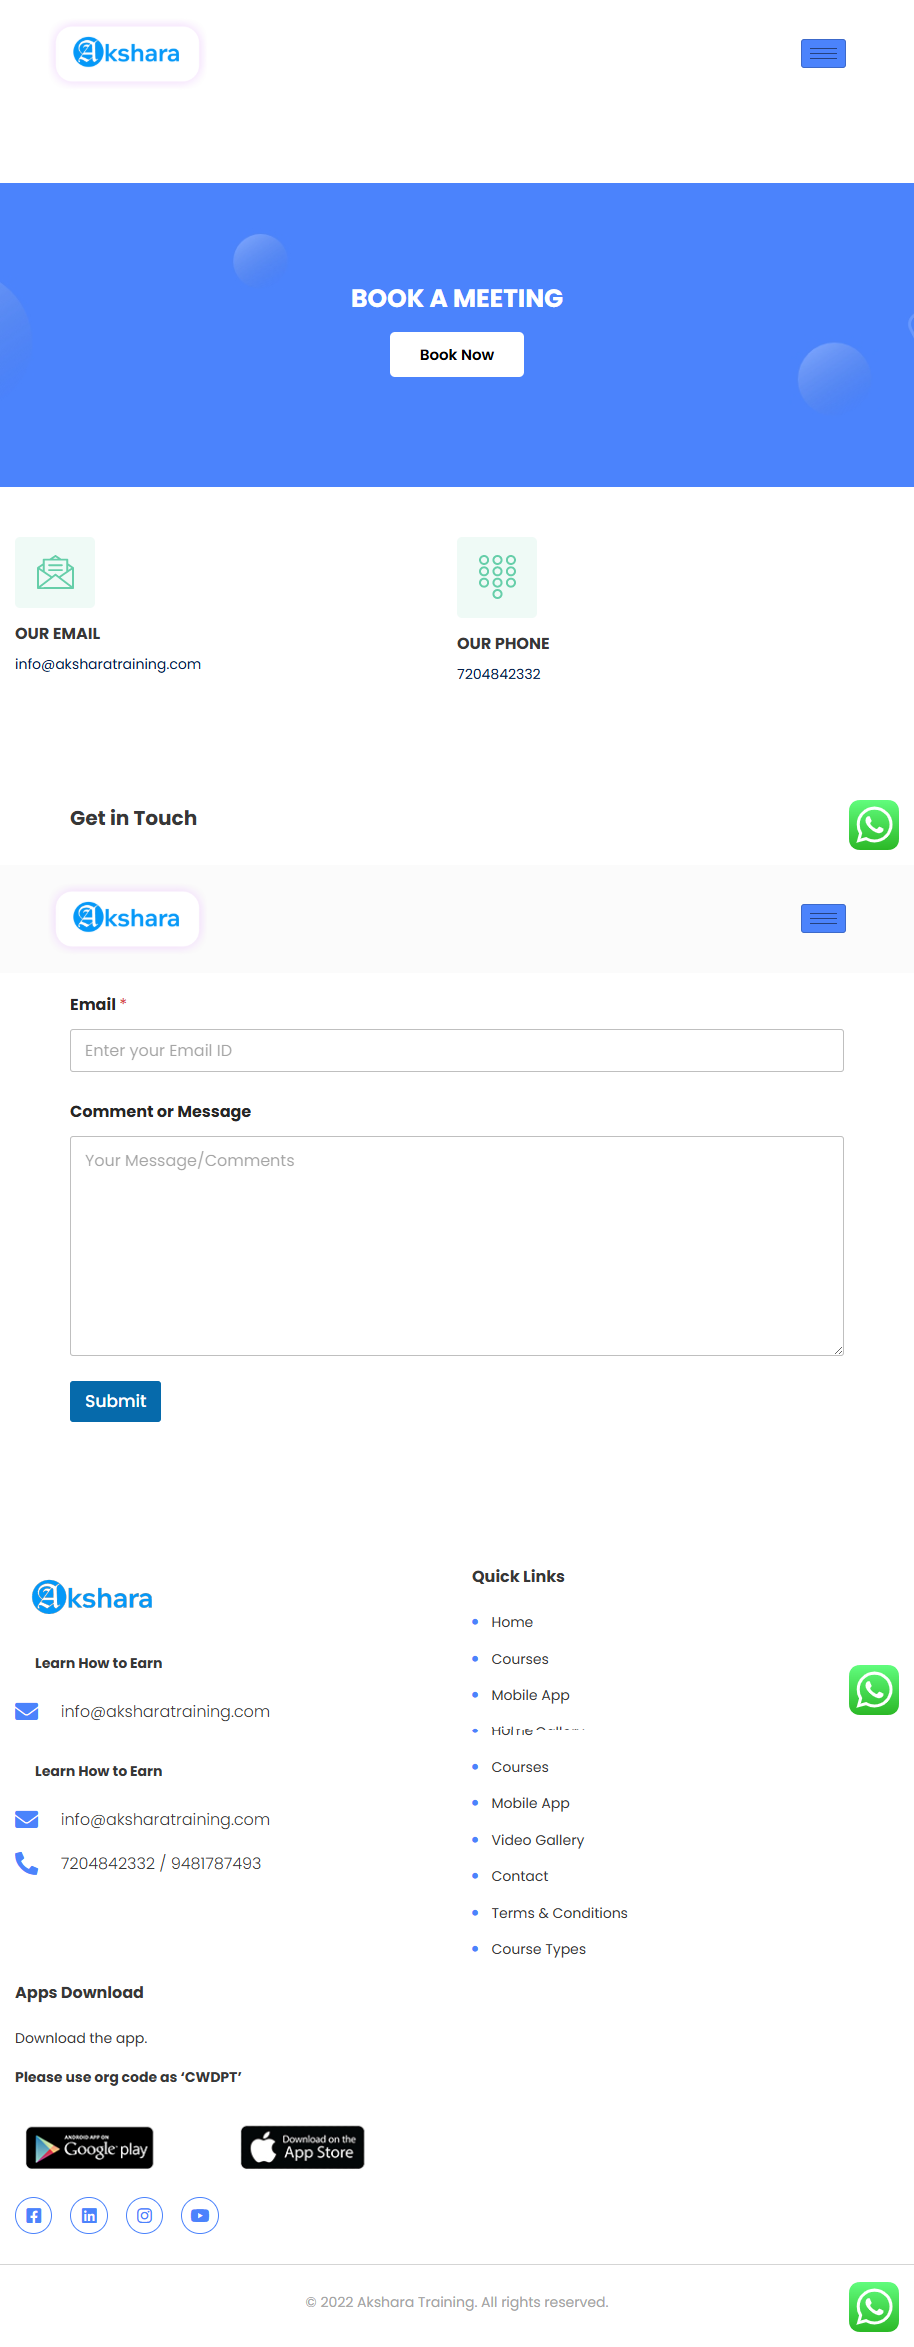 Akshara
BOOK A MEETING
Book Now
OUR EMAIL
info@aksharatraining.com
OUR PHONE
7204842332
Get in Touch
Akshara
Email *
Enter your Email ID
Comment or Message
Your Message/Comments
Submit
Akshara
Learn How to Earn
info@aksharatraining.com
Learn How to Earn
info@aksharatraining.com
7204842332 / 9481787493
Quick Links
Home
Courses
Mobile App
Home Gallery
Courses
Mobile App
Video Gallery
Contact
Terms & Conditions
Course Types
Apps Download
Download the app.
Please use org code as ‘CWDPT’
ANDROID APP ON
Google play
Download on the
App Store
© 2022 Akshara Training. All rights reserved.